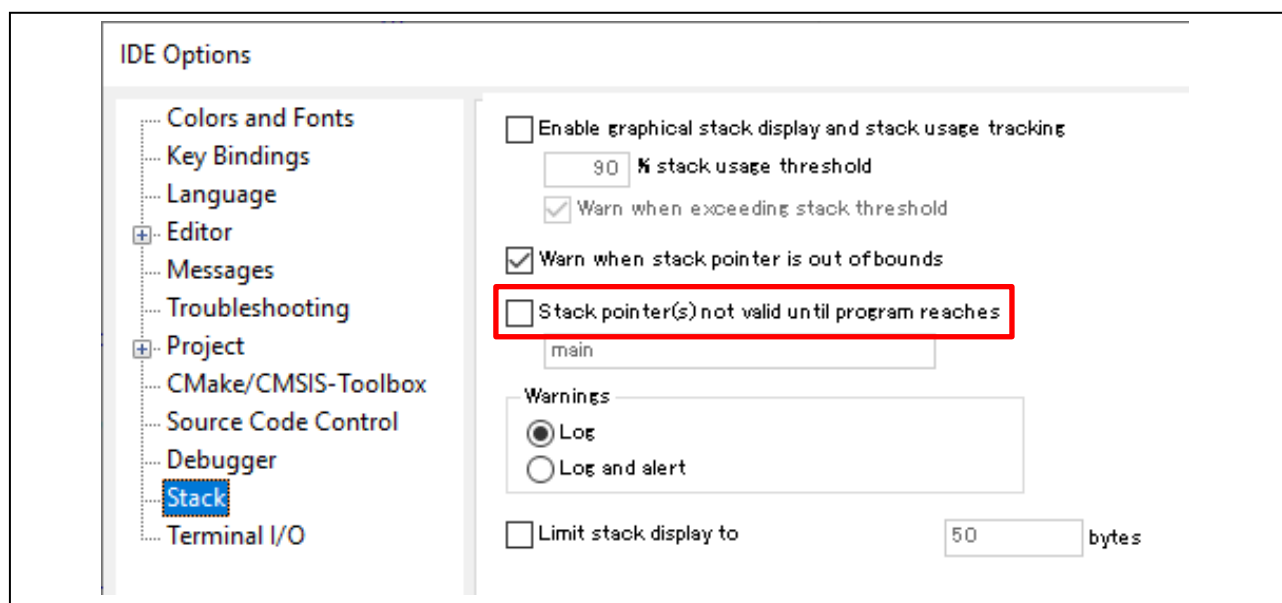 IDE Options
Colors and Fonts
Key Bindings
Language
Editor
Messages
Troubleshooting
Project
CMake/CMSIS-Toolbox
Source Code Control
Debugger
Stack
Terminal I/O
Enable graphical stack display and stack usage tracking
90 % stack usage threshold
Warn when exceeding stack threshold
Warn when stack pointer is out of bounds
Stack pointer(s) not valid until program reaches
main
Warnings
Log
Log and alert
Limit stack display to 50 bytes